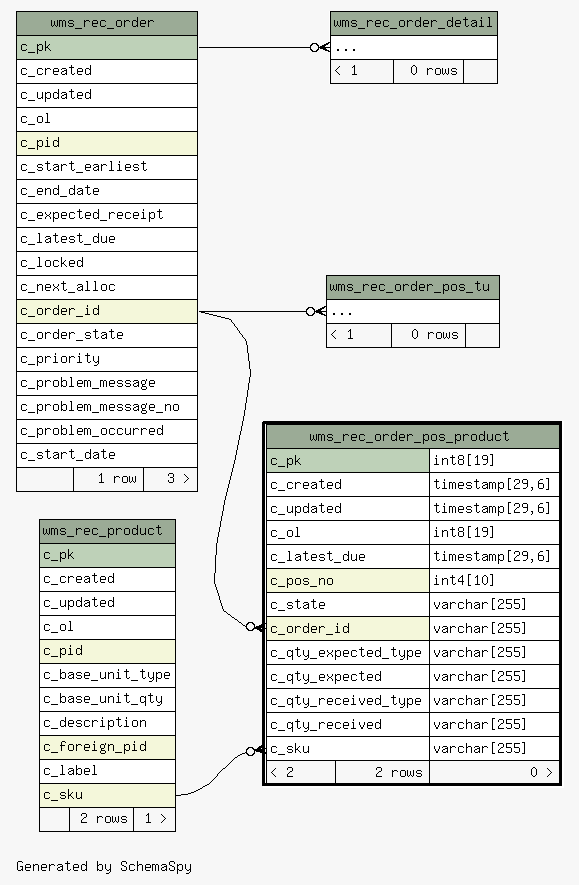 wms_rec_order
c_pk
c_created
c_updated
c_ol
c_pid
c_start_earliest
c_end_date
c_expected_receipt
c_latest_due
c_locked
c_next_alloc
c_order_id
c_order_state
c_priority
c_problem_message
c_problem_message_no
c_problem_occurred
c_start_date
1 row 3 >
wms_rec_order_detail
...
< 1 0 rows
wms_rec_order_pos_tu
...
< 1 0 rows
wms_rec_order_pos_product
c_pk int8[19]
c_created timestamp[29,6]
c_updated timestamp[29,6]
c_ol int8[19]
c_latest_due timestamp[29,6]
c_pos_no int4[10]
c_state varchar[255]
c_order_id varchar[255]
c_qty_expected_type varchar[255]
c_qty_expected varchar[255]
c_qty_received_type varchar[255]
c_qty_received varchar[255]
c_sku varchar[255]
< 2 2 rows 0 >
wms_rec_product
c_pk
c_created
c_updated
c_ol
c_pid
c_base_unit_type
c_base_unit_qty
c_description
c_foreign_pid
c_label
c_sku
2 rows 1 >
Generated by SchemaSpy